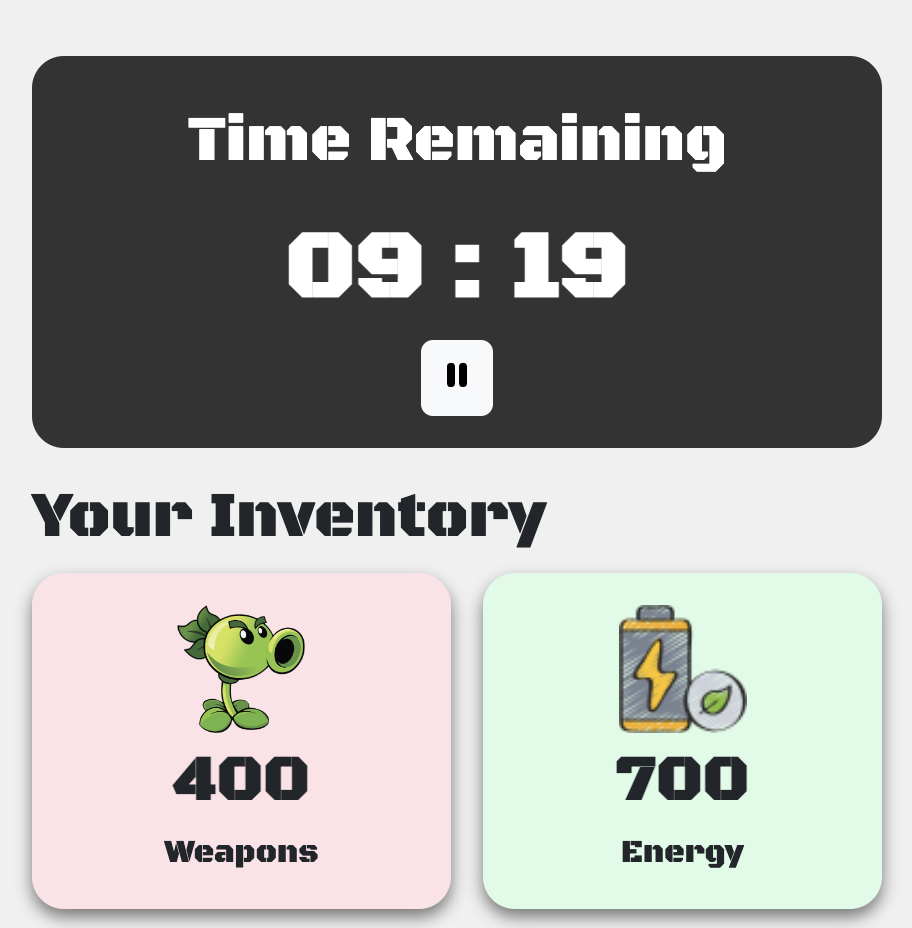 Time Remaining
09 : 19
Your Inventory
400
Weapons
700
Energy